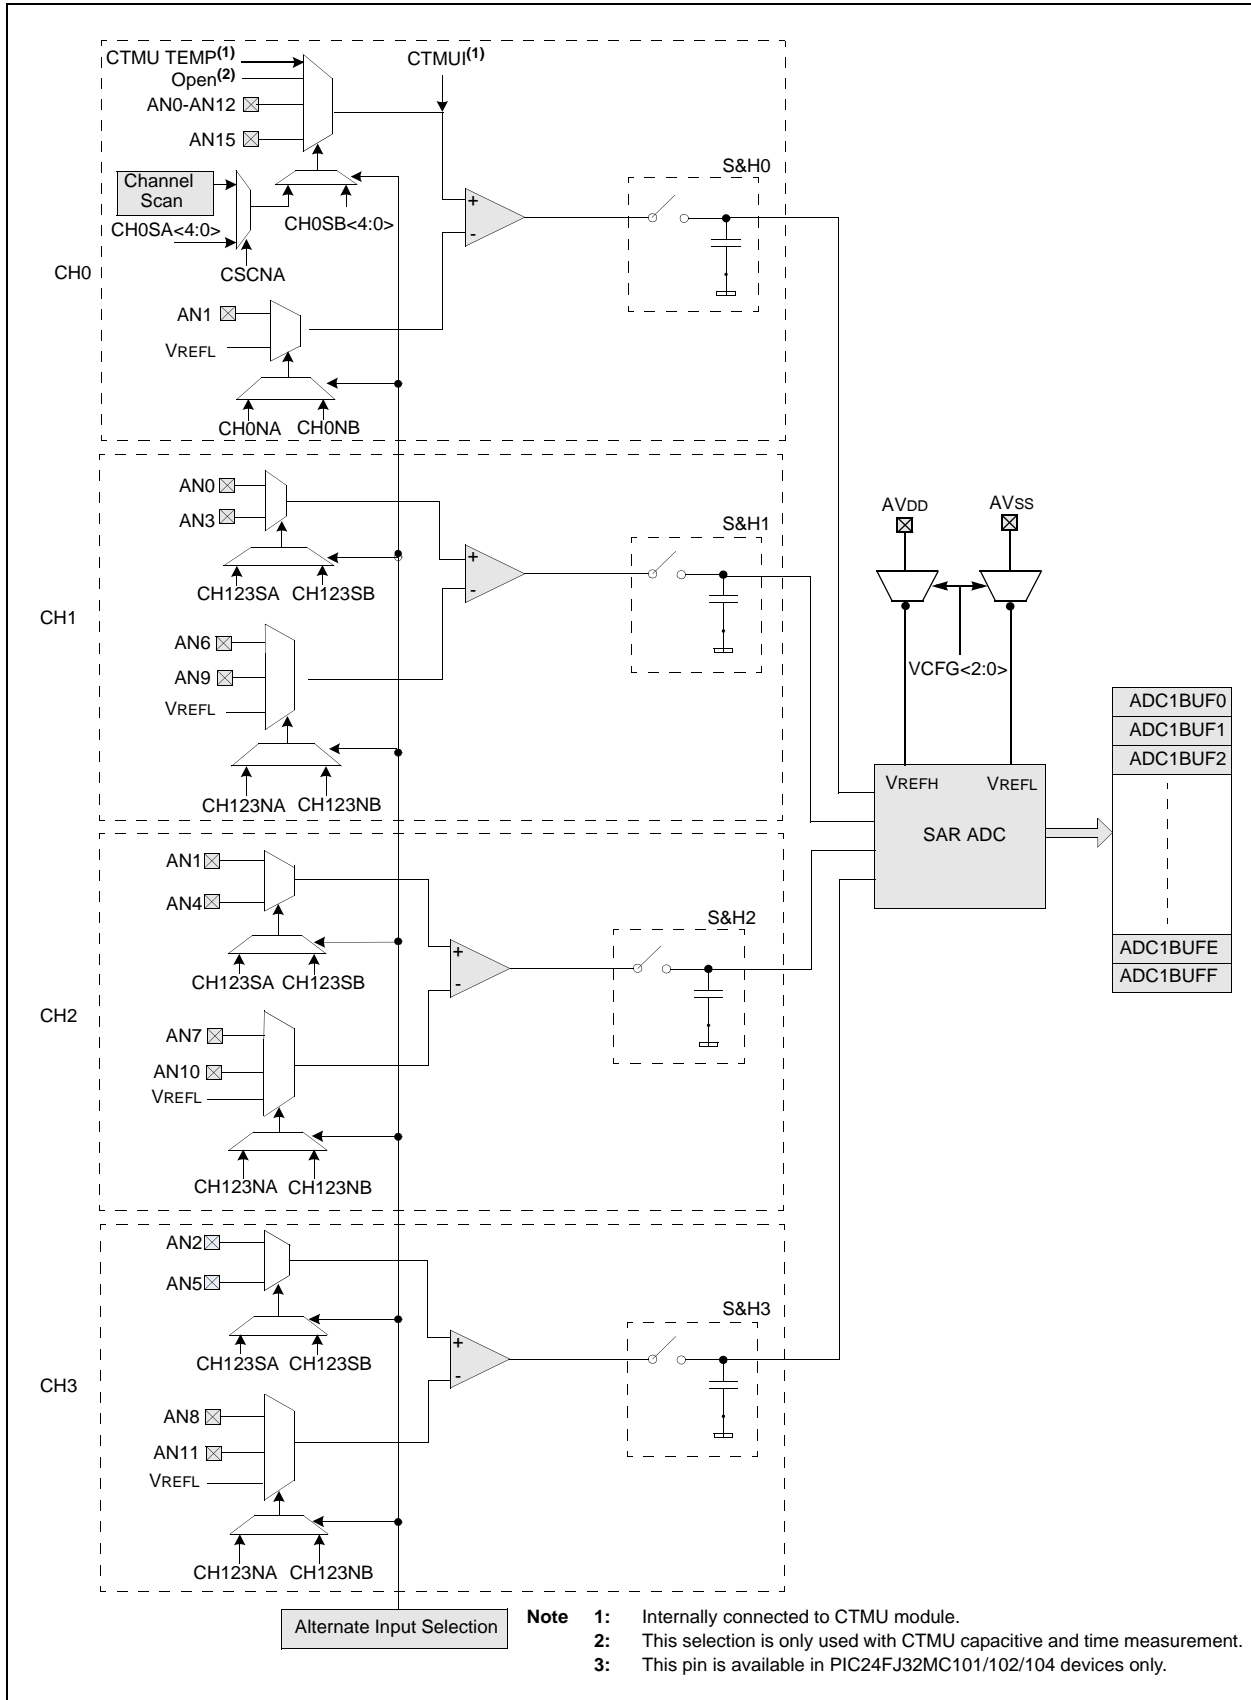 CTMU TEMP(1)
Open(2)
AN0-AN12
AN15
CTMUI(1)
Channel
Scan
CH0SA<4:0>
CH0SB<4:0>
CSCNA
CH0
AN1
VREFL
CH0NA
CH0NB
+
-
S&H0
AN0
AN3
CH123SA
CH123SB
CH1
AN6
AN9
VREFL
CH123NA
CH123NB
+
-
S&H1
AN1
AN4
CH123SA
CH123SB
CH2
AN7
AN10
VREFL
CH123NA
CH123NB
+
-
S&H2
AN2
AN5
CH123SA
CH123SB
CH3
AN8
AN11
VREFL
CH123NA
CH123NB
+
-
S&H3
AVDD
AVSS
VCFG<2:0>
VREFH
VREFL
SAR ADC
ADC1BUF0
ADC1BUF1
ADC1BUF2
ADC1BUFE
ADC1BUFF
Alternate Input Selection
Note 1: Internally connected to CTMU module.
2: This selection is only used with CTMU capacitive and time measurement.
3: This pin is available in PIC24FJ32MC101/102/104 devices only.